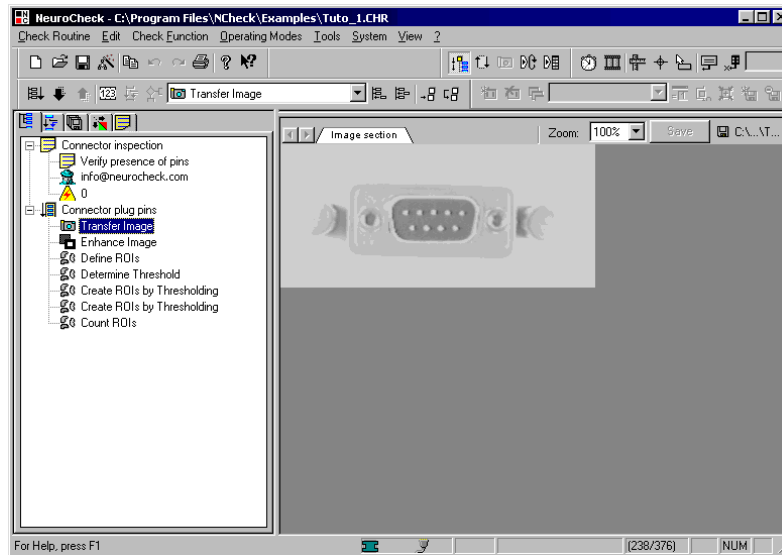 NeuroCheck - C:\Program Files\NCheck\Examples\Tuto_1.CHR
Check Routine Edit Check Function Operating Modes Tools System View ?
123 Transfer Image
Image section Zoom: 100% Save C:\...\T...
Connector inspection
Verify presence of pins
info@neurocheck.com
0
Connector plug pins
Transfer Image
Enhance Image
Define ROIs
Determine Threshold
Create ROIs by Thresholding
Create ROIs by Thresholding
Count ROIs
For Help, press F1 (238/376) NUM